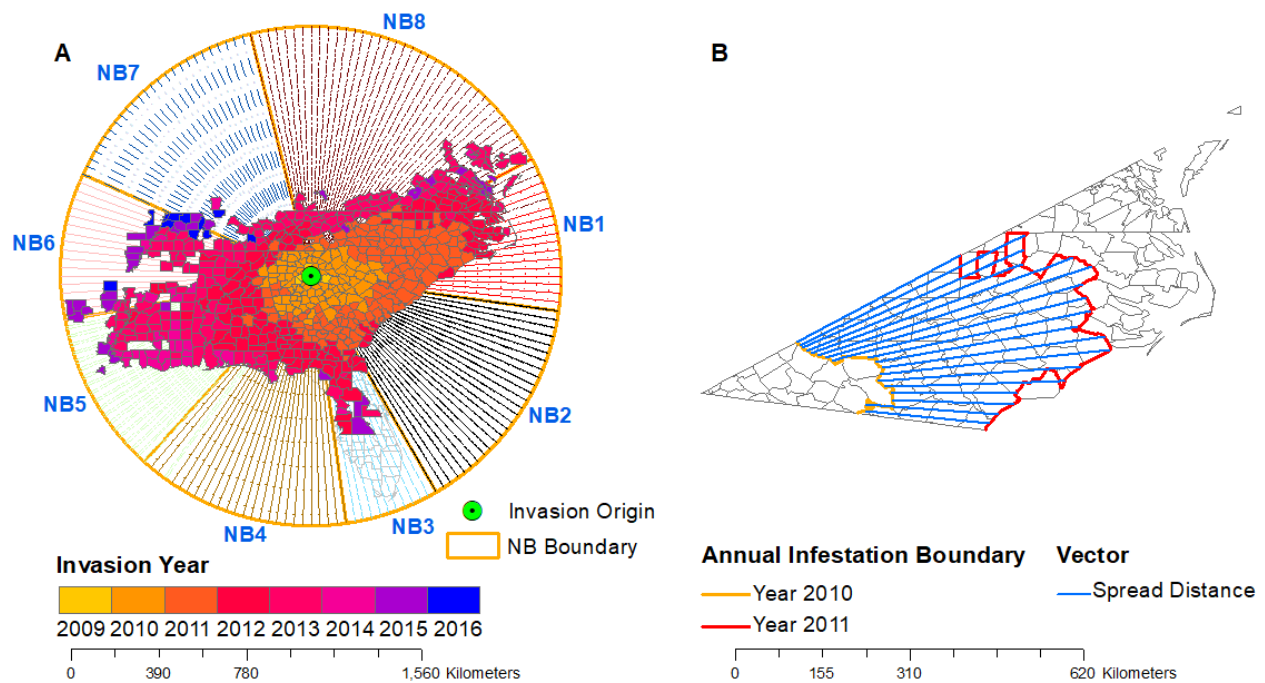 A
NB8
B
NB7
NB6
NB1
NB5
NB2
NB4
NB3
Invasion Origin
NB Boundary
Invasion Year
2009 2010 2011 2012 2013 2014 2015 2016
0 390 780 1,560 Kilometers
Annual Infestation Boundary
Year 2010
Year 2011
Vector
Spread Distance
0 155 310 620 Kilometers